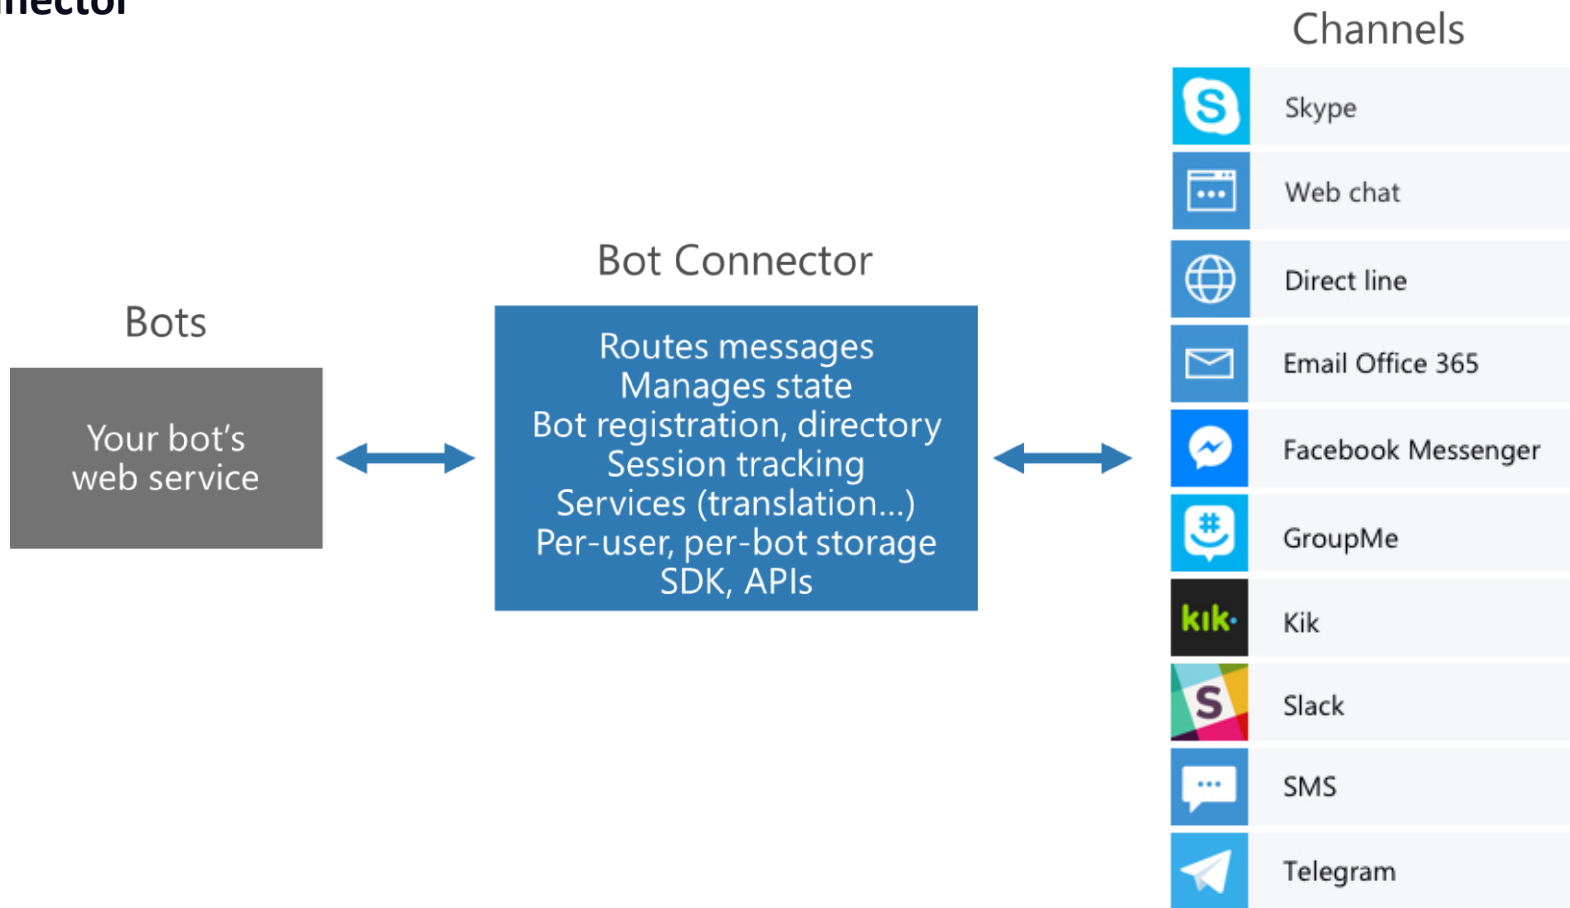 Channels
Skype
Web chat
Bot Connector
Direct line
Bots
Routes messages
Manages state
Email Office 365
Bot registration, directory
Your bot's
web service
Session tracking
Facebook Messenger
Services (translation...)
Per-user, per-bot storage
SDK, APIs
GroupMe
kik.
Kik
S
Slack
SMS
Telegram